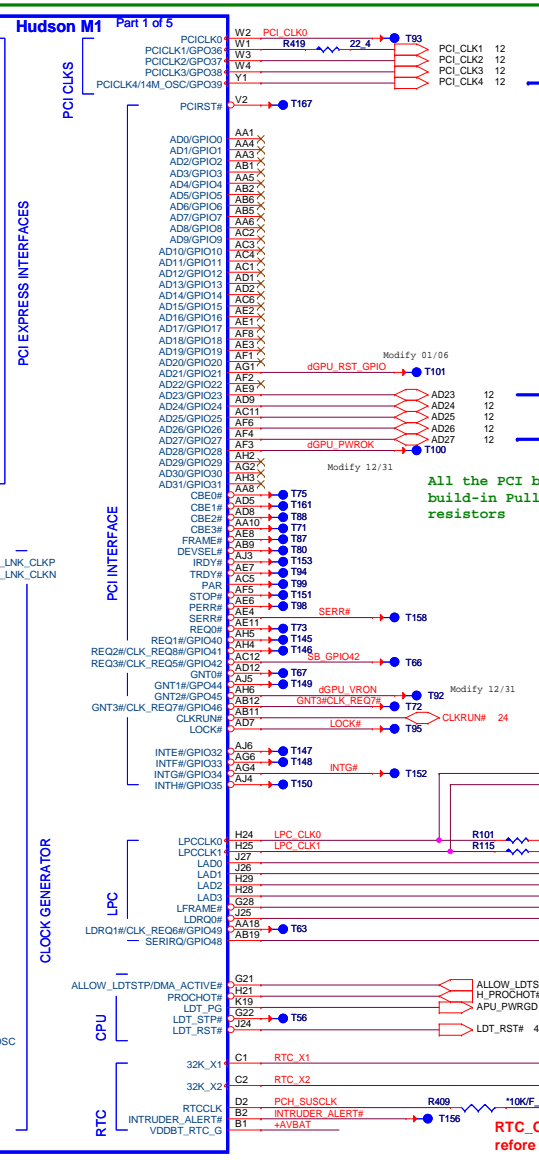 Hudson M1 Part 1 of 5
PCI CLKS
PCICLK0 W2 PCI_CLK0 T93
PCICLK1/GPO36 W1 R419 22_4 PCI_CLK1 12
PCICLK2/GPO37 W3 PCI_CLK2 12
PCICLK3/GPO38 W4 PCI_CLK3 12
PCICLK4/14M_OSC/GPO39 Y1 PCI_CLK4 12
PCIRST# V2 T167
PCI EXPRESS INTERFACES
PCI INTERFACE
AD0/GPIO0 AA1
AD1/GPIO1 AA4
AD2/GPIO2 AA3
AD3/GPIO3 AB1
AD4/GPIO4 AA5
AD5/GPIO5 AB2
AD6/GPIO6 AB6
AD7/GPIO7 AB5
AD8/GPIO8 AA6
AD9/GPIO9 AC2
AD10/GPIO10 AC3
AD11/GPIO11 AC4
AD12/GPIO12 AC1
AD13/GPIO13 AD1
AD14/GPIO14 AD2
AD15/GPIO15 AC6
AD16/GPIO16 AE2
AD17/GPIO17 AE1
AD18/GPIO18 AF8
AD19/GPIO19 AE3
AD20/GPIO20 AF1
Modify 01/06
AD21/GPIO21 AG1 dGPU_RST_GPIO T101
AD22/GPIO22 AF2
AD23/GPIO23 AE9 AD23 12
AD24/GPIO24 AD9 AD24 12
AD25/GPIO25 AC11 AD25 12
AD26/GPIO26 AF6 AD26 12
AD27/GPIO27 AF4 AD27 12
AD28/GPIO28 AF3 dGPU_PWROK T100
AD29/GPIO29 AH2
AD30/GPIO30 AG2 Modify 12/31
AD31/GPIO31 AH3
All the PCI b
build-in Pull
resistors
CBE0# AA8 T75
CBE1# AD5 T161
CBE2# AD8 T88
CBE3# AA10 T71
FRAME# AE8 T87
DEVSEL# AB9 T80
IRDY# AJ3 T153
TRDY# AE7 T94
PAR AC5 T99
STOP# AF5 T151
PERR# AE6 T98
SERR# AE4 SERR# T158
REQ0# AE11 T73
REQ1#/GPIO40 AH5 T145
REQ2#/CLK_REQ8#/GPIO41 AH4 T146
REQ3#/CLK_REQ5#/GPIO42 AC12 SB_GPIO42 T66
GNT0# AD12 T67
GNT1#/GPO44 AJ5 T149
GNT2#/GPO45 AH6 dGPU_VRON T92 Modify 12/31
GNT3#/CLK_REQ7#/GPIO46 AB12 GNT3#CLK_REQ7# T72
CLKRUN# AB11 CLKRUN# 24
LOCK# AD7 LOCK# T95
INTE#/GPIO32 AJ6 T147
INTF#/GPIO33 AG6 T148
INTG#/GPIO34 AG4 INTG# T152
INTH#/GPIO35 AJ4 T150
_LNK_CLKP
_LNK_CLKN
CLOCK GENERATOR
LPC
LPCCLK0 H24 LPC_CLK0 R101
LPCCLK1 H25 LPC_CLK1 R115
LAD0 J27
LAD1 J26
LAD2 H29
LAD3 H28
LFRAME# G28
LDRQ0# J25
LDRQ1#/CLK_REQ6#/GPIO49 AA18 T63
SERIRQ/GPIO48 AB19
CPU
ALLOW_LDTSTP/DMA_ACTIVE# G21 ALLOW_LDTS
PROCHOT# H21 H_PROCHOT#
LDT_PG K19 APU_PWRGD
LDT_STP# G22 T56
LDT_RST# J24 LDT_RST# 4
OSC
RTC
32K_X1 C1 RTC_X1
32K_X2 C2 RTC_X2
RTCCLK D2 PCH_SUSCLK R409 *10K/F_
INTRUDER_ALERT# B2 INTRUDER_ALERT# T156
VDDBT_RTC_G B1 +AVBAT
RTC_C
refore